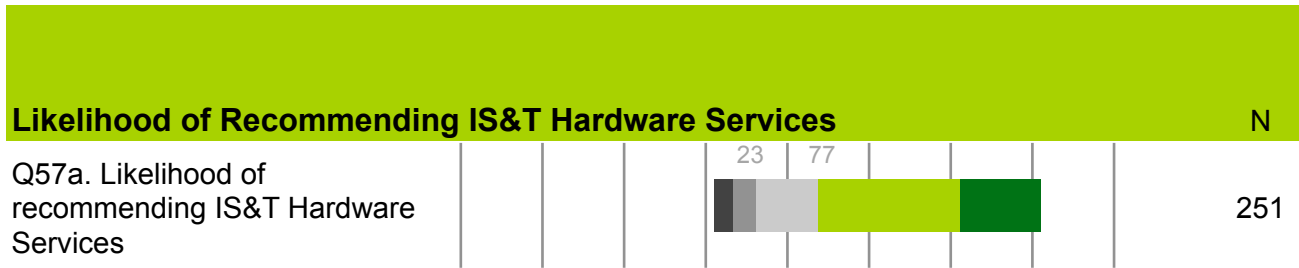 Likelihood of Recommending IS&T Hardware Services N
23 77
Q57a. Likelihood of
recommending IS&T Hardware
Services
251